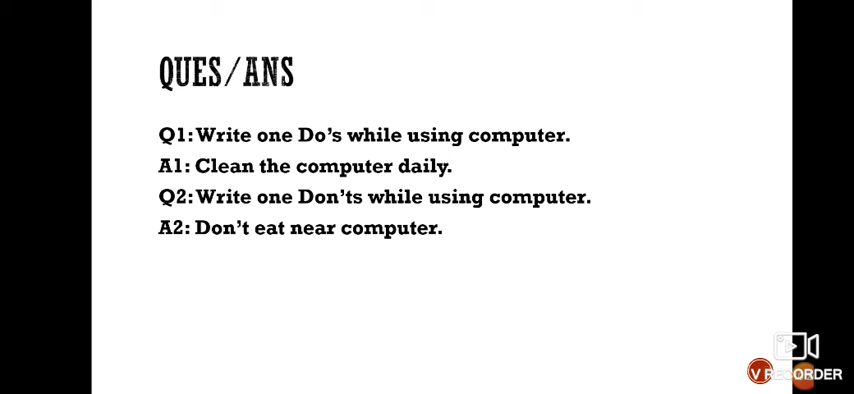 QUES/ANS
Q1: Write one Do's while using computer.
A1: Clean the computer daily.
Q2: Write one Don'ts while using computer.
A2: Don't eat near computer.
V RECORDER